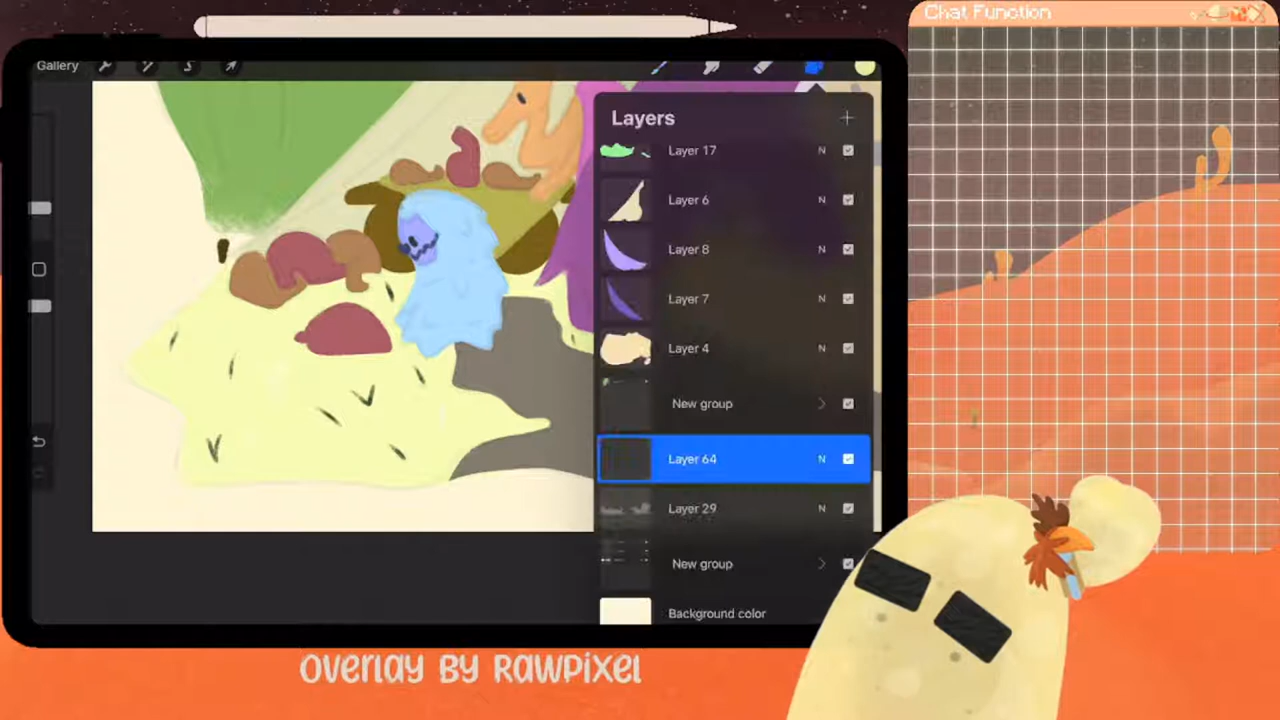 Chat Function
Gallery
Layers
Layer 17 N
Layer 6 N
Layer 8 N
Layer 7 N
Layer 4 N
New group
Layer 64 N
Layer 29 N
New group
Background color
OVERLAY BY RAWPIXEL